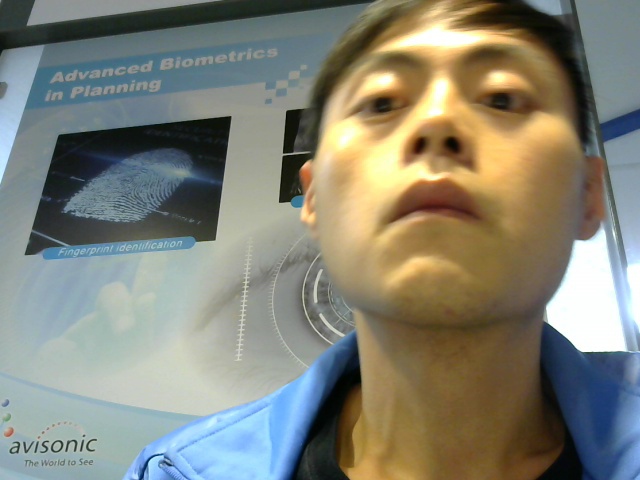 Advanced Biometrics
in Planning
Fingerprint identification
avisonic
The World to See